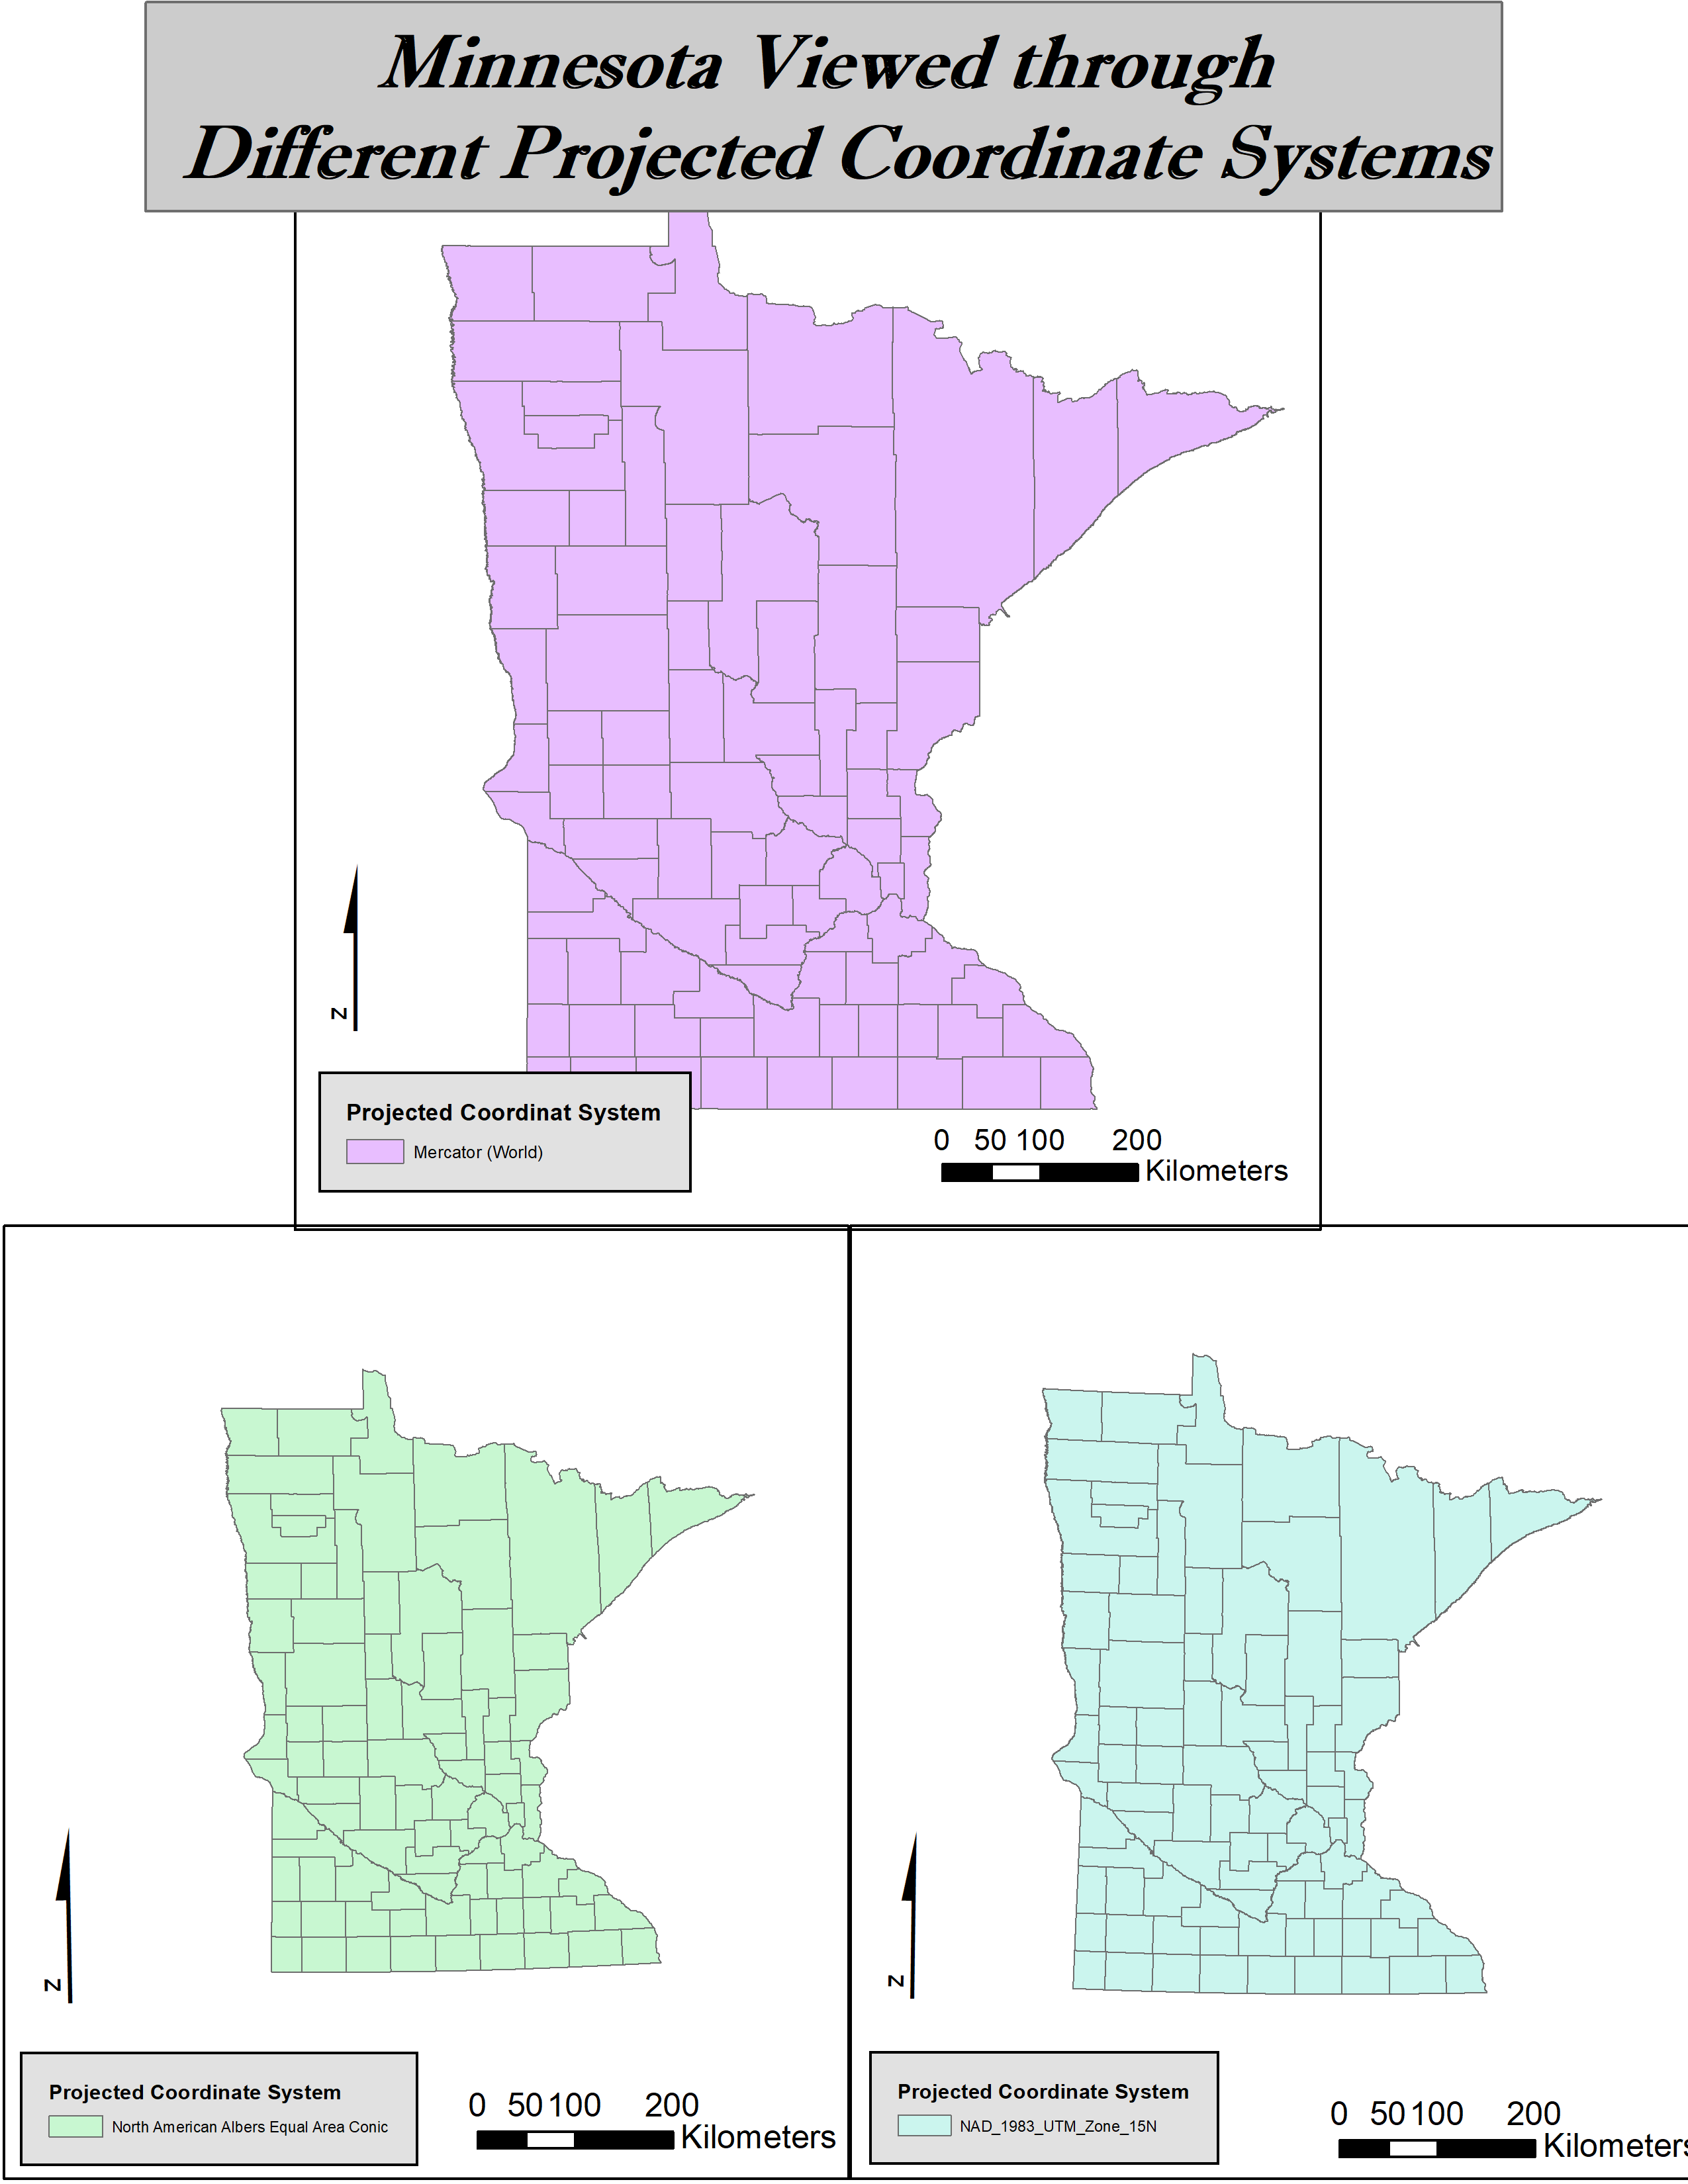 Minnesota Viewed through
Different Projected Coordinate Systems
N
Projected Coordinat System
Mercator (World)
0 50 100 200
Kilometers
N
Projected Coordinate System
North American Albers Equal Area Conic
0 50 100 200
Kilometers
N
Projected Coordinate System
NAD_1983_UTM_Zone_15N
0 50 100 200
Kilometers